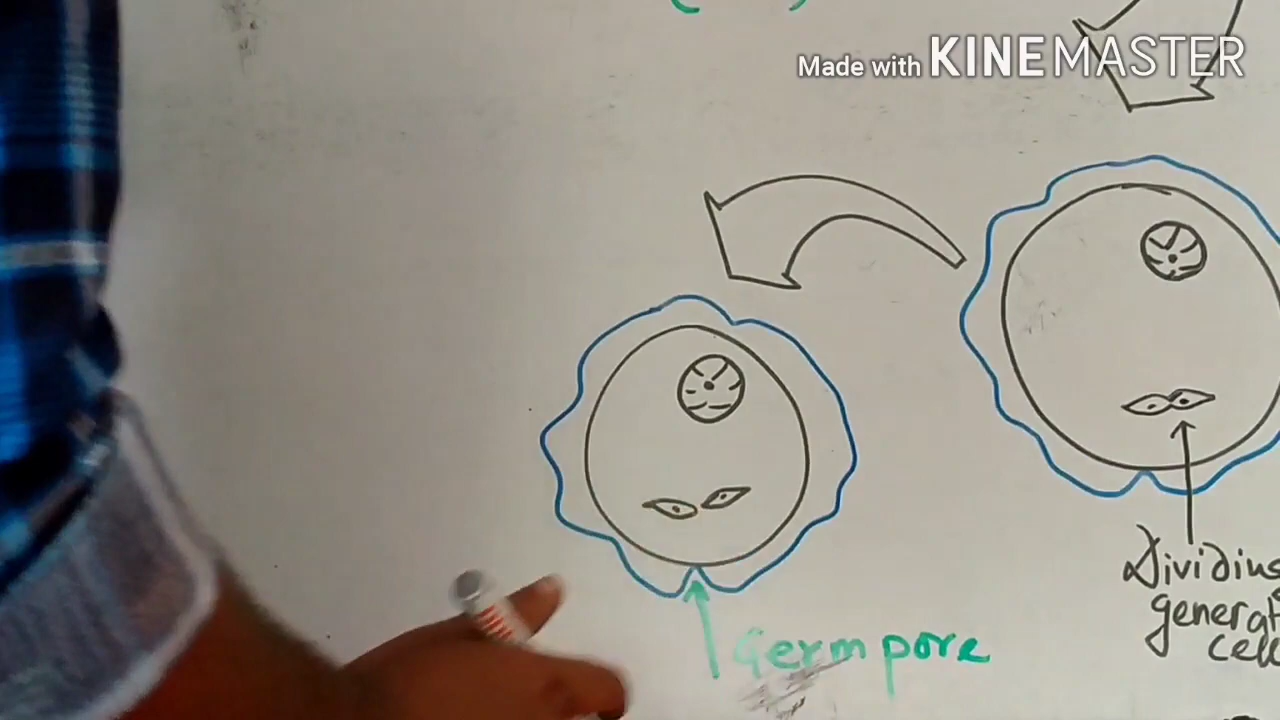 Made with KINEMASTER
Germ pore
Dividing
generat
cell